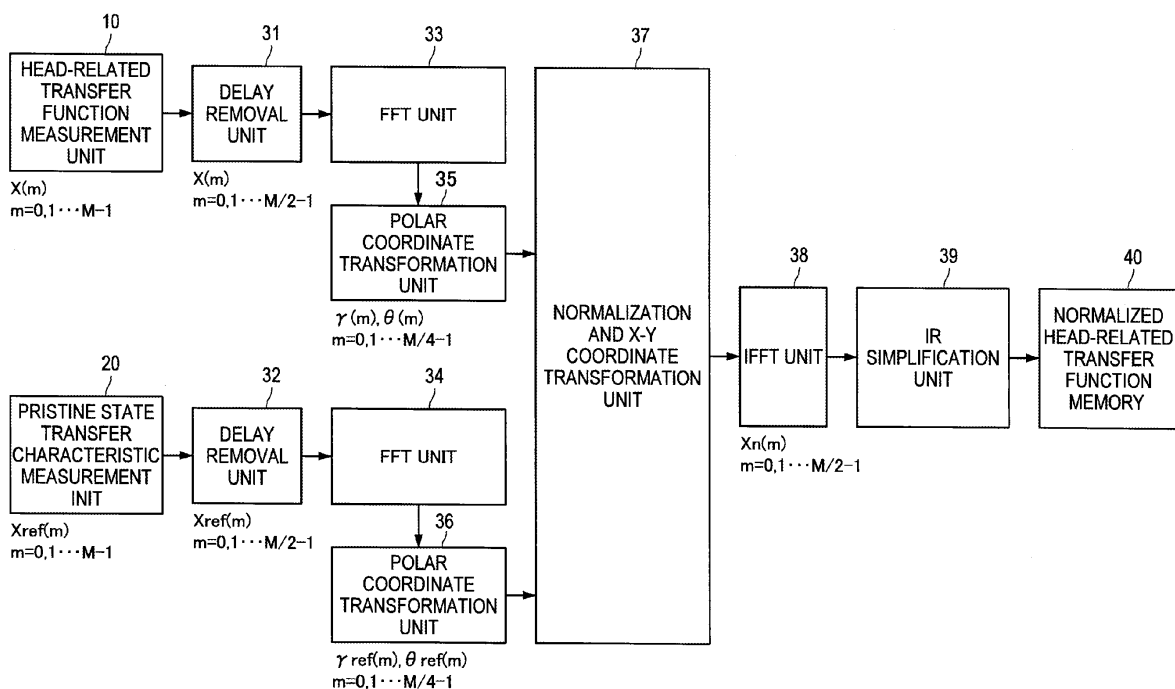 10
HEAD-RELATED
TRANSFER
FUNCTION
MEASUREMENT
UNIT
X(m)
m=0,1···M-1
31
DELAY
REMOVAL
UNIT
X(m)
m=0,1···M/2-1
33
FFT UNIT
35
POLAR
COORDINATE
TRANSFORMATION
UNIT
γ(m), θ(m)
m=0,1···M/4-1
20
PRISTINE STATE
TRANSFER
CHARACTERISTIC
MEASUREMENT
INIT
Xref(m)
m=0,1···M-1
32
DELAY
REMOVAL
UNIT
Xref(m)
m=0,1···M/2-1
34
FFT UNIT
36
POLAR
COORDINATE
TRANSFORMATION
UNIT
γ ref(m), θ ref(m)
m=0,1···M/4-1
37
NORMALIZATION
AND X-Y
COORDINATE
TRANSFORMATION
UNIT
38
IFFT UNIT
Xn(m)
m=0,1···M/2-1
39
IR
SIMPLIFICATION
UNIT
40
NORMALIZED
HEAD-RELATED
TRANSFER
FUNCTION
MEMORY